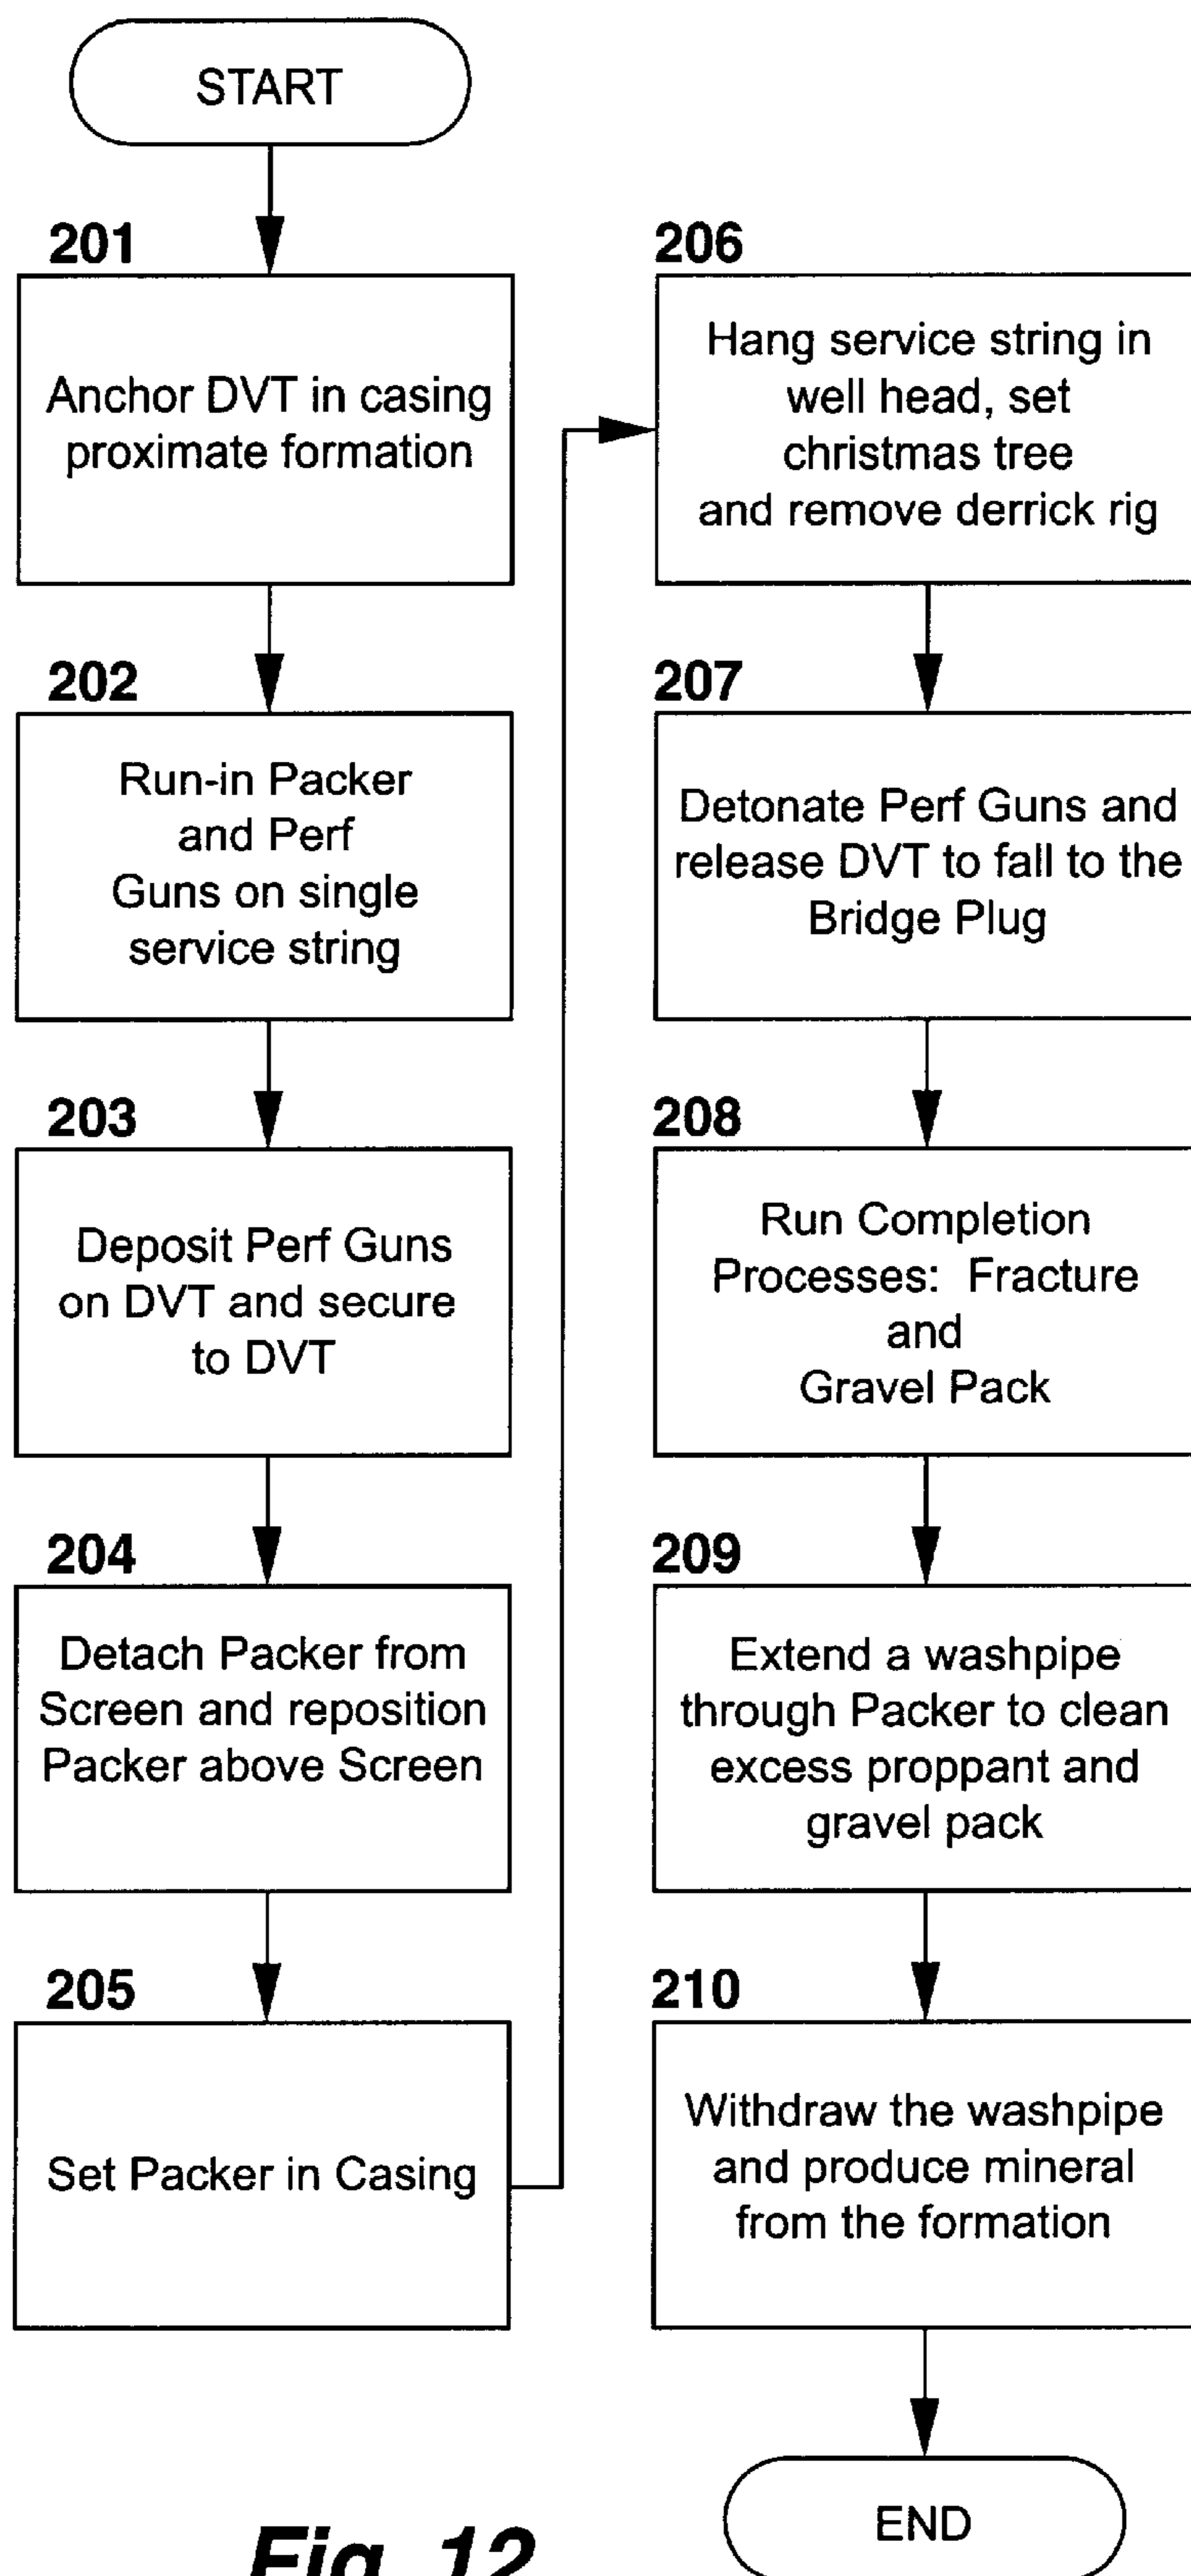 START
201
Anchor DVT in casing
proximate formation
202
Run-in Packer
and Perf
Guns on single
service string
203
Deposit Perf Guns
on DVT and secure
to DVT
204
Detach Packer from
Screen and reposition
Packer above Screen
205
Set Packer in Casing
206
Hang service string in
well head, set
christmas tree
and remove derrick rig
207
Detonate Perf Guns and
release DVT to fall to the
Bridge Plug
208
Run Completion
Processes: Fracture
and
Gravel Pack
209
Extend a washpipe
through Packer to clean
excess proppant and
gravel pack
210
Withdraw the washpipe
and produce mineral
from the formation
END
Fig. 12